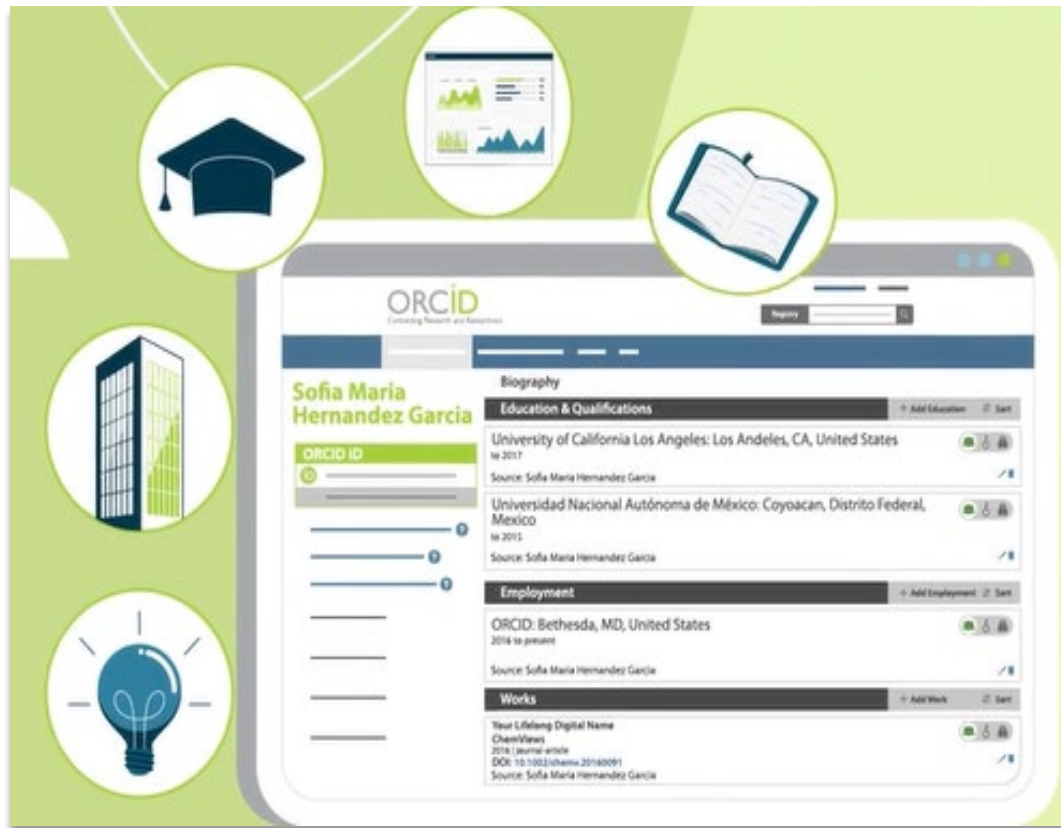 ORCID
Connecting Research and Researchers
Registry
Sofia Maria
Hernandez Garcia
ORCID iD
iD
Biography
Education & Qualifications
+ Add Education Sort
University of California Los Angeles: Los Andeles, CA, United States
to 2017
Source: Sofia Maria Hernandez Garcia
Universidad Nacional Autónoma de México: Coyoacan, Distrito Federal,
Mexico
to 2015
Source: Sofia Maria Hernandez Garcia
Employment
+ Add Employment Sort
ORCID: Bethesda, MD, United States
2016 to present
Source: Sofia Maria Hernandez Garcia
Works
+ Add Work Sort
Your Lifelong Digital Name
ChemViews
2016 | Journal-article
DOI: 10.1002/chemv.20160091
Source: Sofia Maria Hernandez Garcia